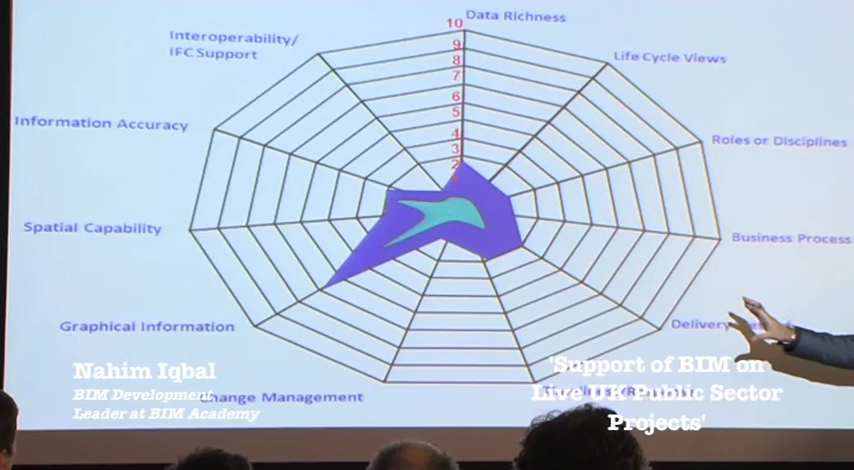 Data Richness
10
9
8
7
6
5
4
3
2
Interoperability/
IFC Support
Life Cycle Views
Information Accuracy
Roles or Disciplines
Spatial Capability
Business Process
Graphical Information
Delivery
Change Management
Nahim Iqbal
BIM Development
Leader at BIM Academy
'Support of BIM on
Live UK Public Sector
Projects'